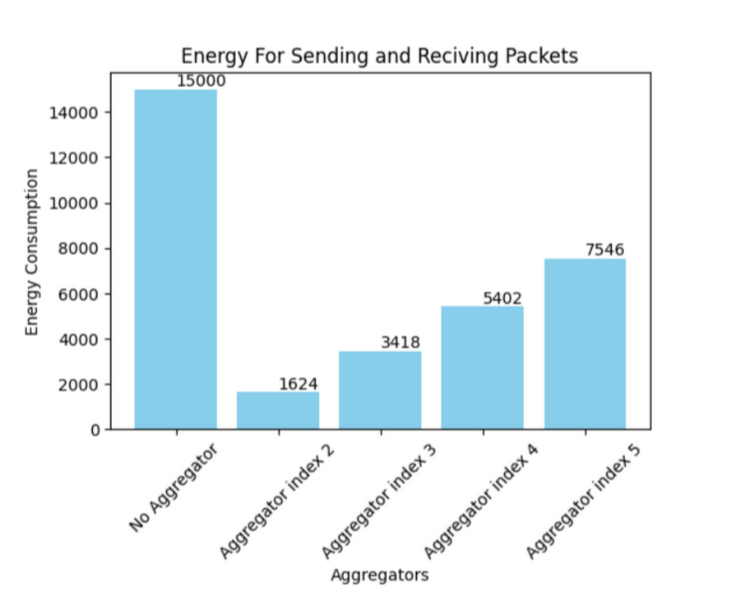 Energy For Sending and Reciving Packets
15000
14000
12000
10000
8000
6000
4000
2000
0
Energy Consumption
1624
3418
5402
7546
No Aggregator
Aggregator index 2
Aggregator index 3
Aggregator index 4
Aggregator index 5
Aggregators